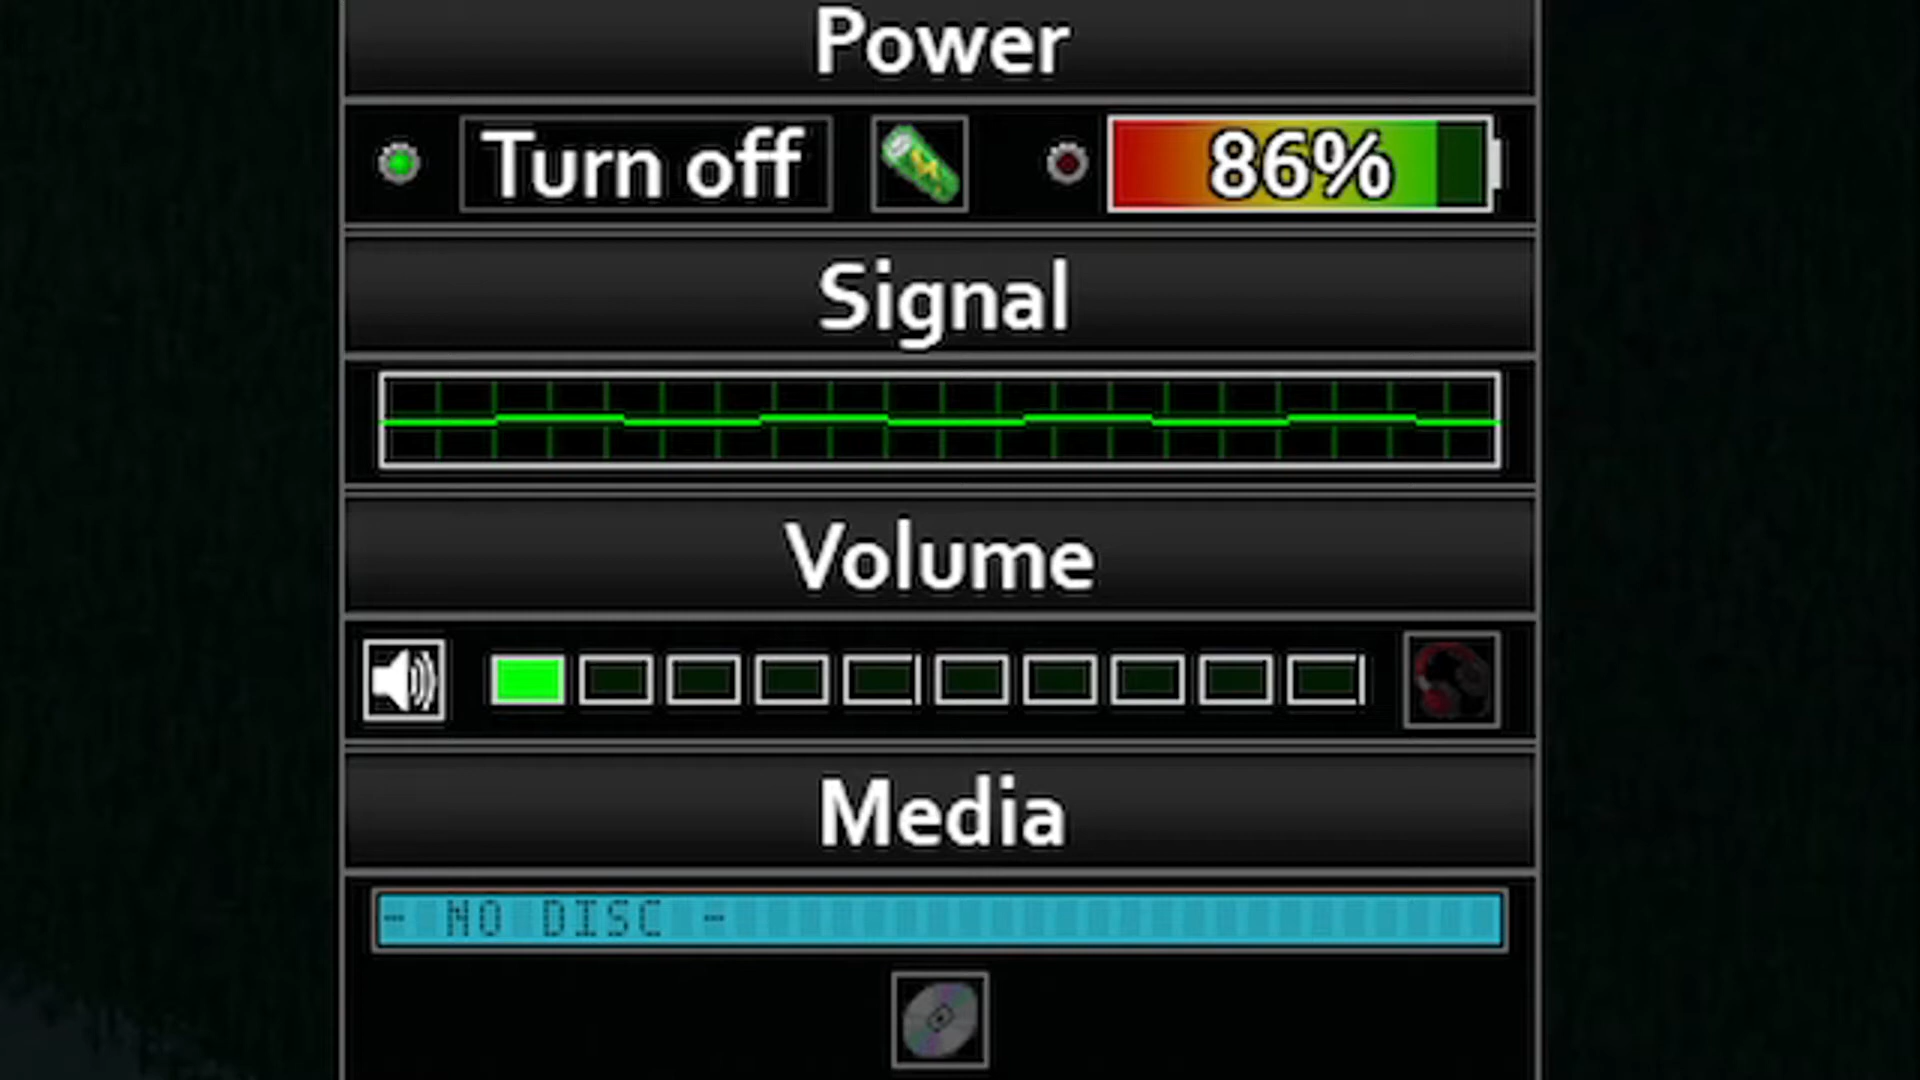 Power
Turn off 86%
Signal
Volume
Media
- NO DISC -